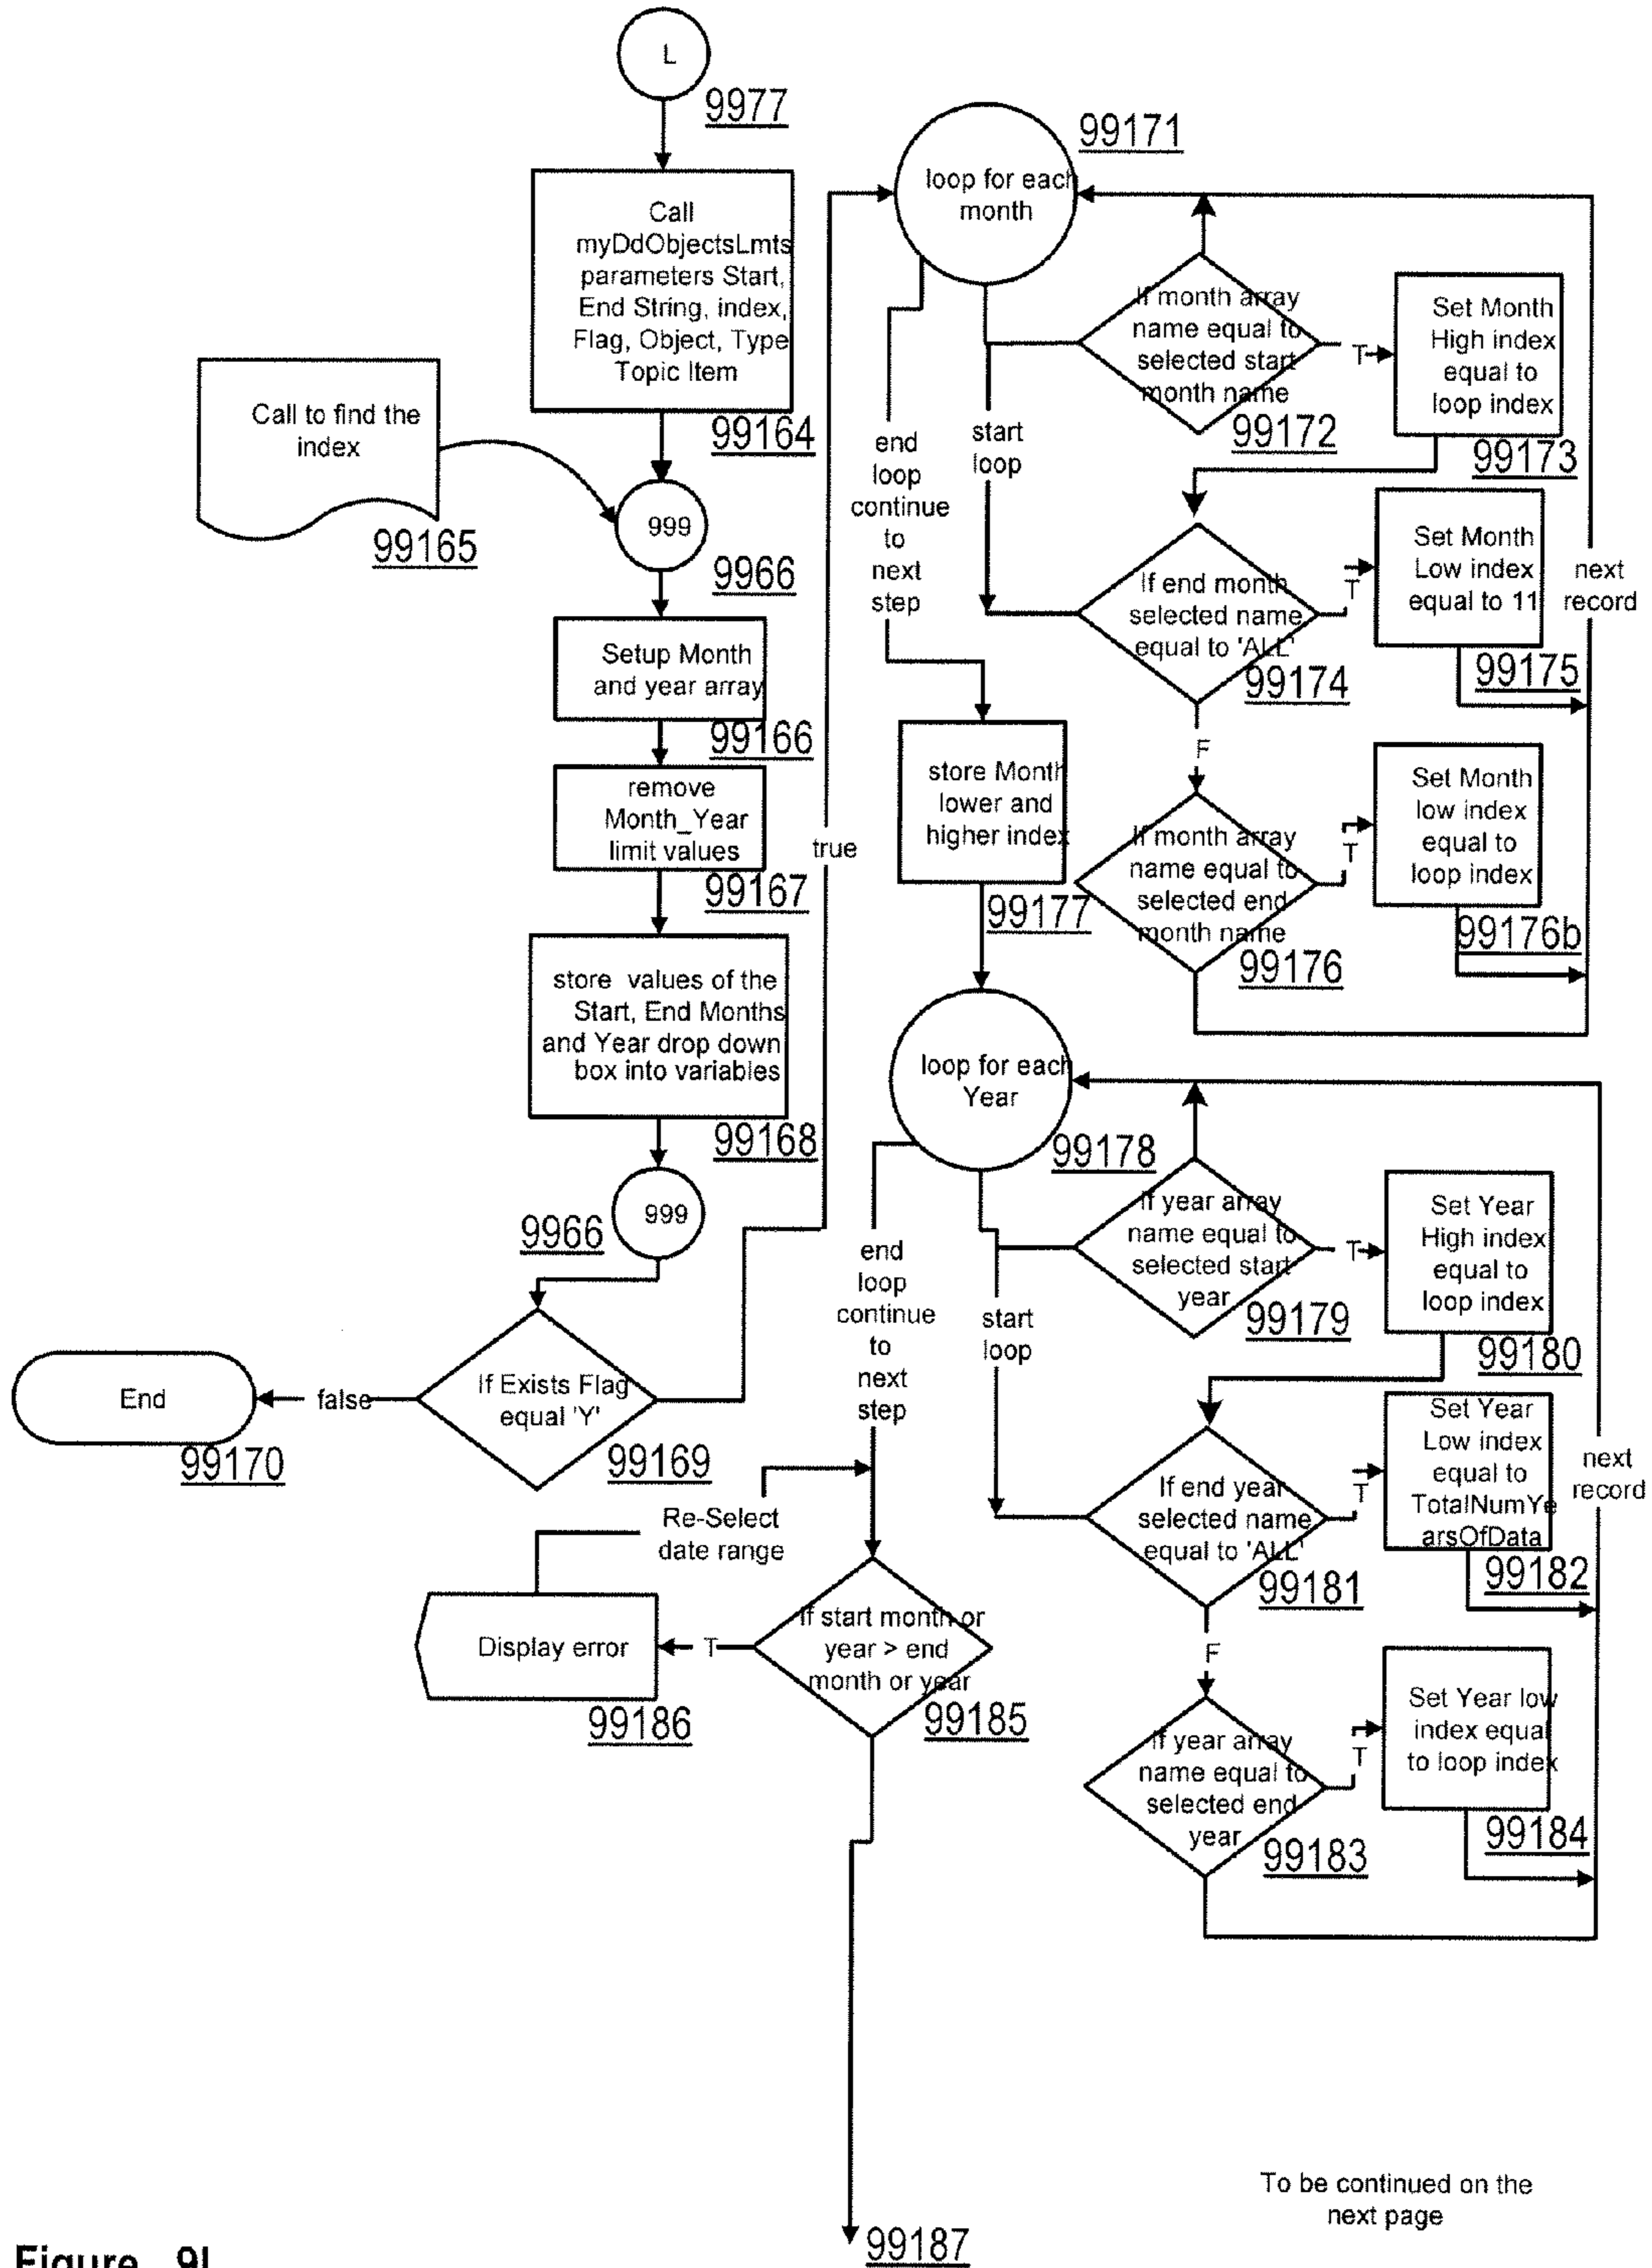 L
9977
Call
myDdObjectsLmts
parameters Start,
End String, index,
Flag, Object, Type
Topic Item
99164
Call to find the
index
99165
999
9966
Setup Month
and year array
99166
remove
Month_Year
limit values
99167
store values of the
Start, End Months
and Year drop down
box into variables
99168
999
9966
If Exists Flag
equal 'Y'
99169
false
End
99170
true
loop for each
month
99171
end
loop
continue
to
next
step
start
loop
If month array
name equal to
selected start
month name
99172
T
Set Month
High index
equal to
loop index
99173
If end month
selected name
equal to 'ALL'
99174
T
Set Month
Low index
equal to 11
99175
next
record
F
If month array
name equal to
selected end
month name
99176
T
Set Month
low index
equal to
loop index
99176b
store Month
lower and
higher index
99177
loop for each
Year
99178
end
loop
continue
to
next
step
start
loop
If year array
name equal to
selected start
year
99179
T
Set Year
High index
equal to
loop index
99180
If end year
selected name
equal to 'ALL'
99181
T
Set Year
Low index
equal to
TotalNumYe
arsOfData
99182
next
record
F
If year array
name equal to
selected end
year
99183
T
Set Year low
index equal
to loop index
99184
Re-Select
date range
If start month or
year > end
month or year
99185
T
Display error
99186
99187
To be continued on the
next page
Figure 9L